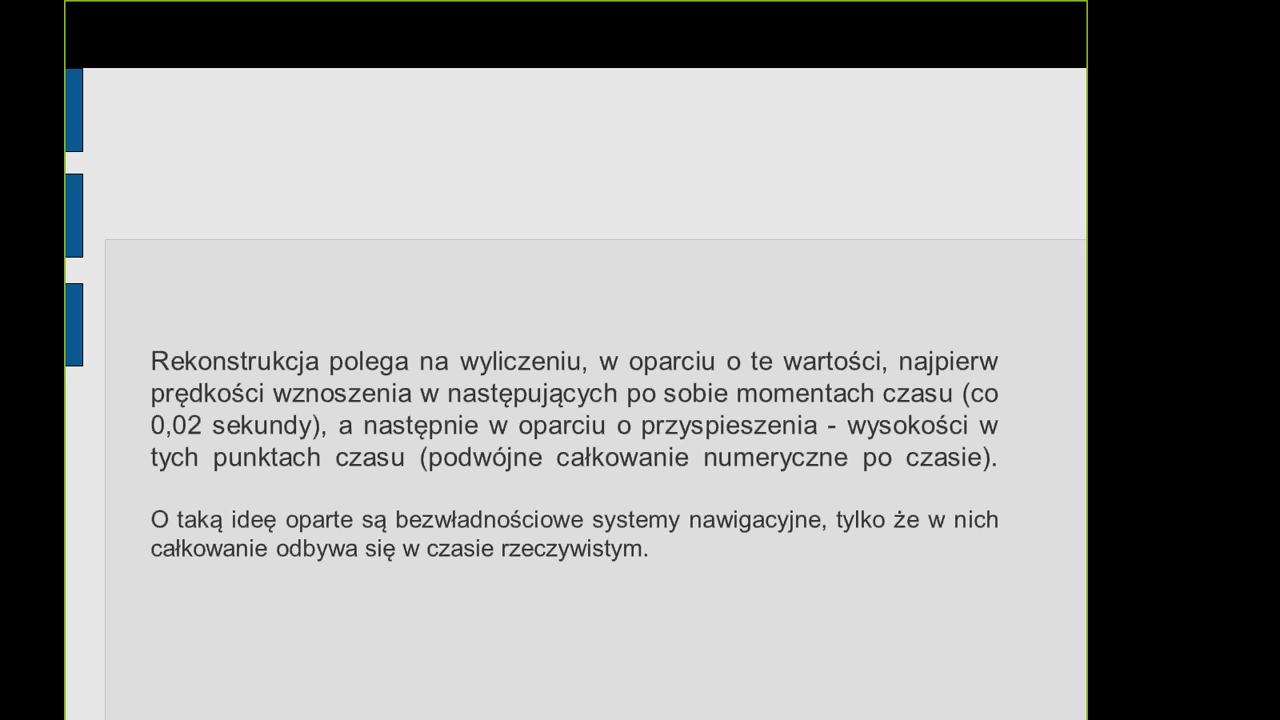 Rekonstrukcja polega na wyliczeniu, w oparciu o te wartości, najpierw
prędkości wznoszenia w następujących po sobie momentach czasu (co
0,02 sekundy), a następnie w oparciu o przyspieszenia - wysokości w
tych punktach czasu (podwójne całkowanie numeryczne po czasie).
O taką ideę oparte są bezwładnościowe systemy nawigacyjne, tylko że w nich
całkowanie odbywa się w czasie rzeczywistym.